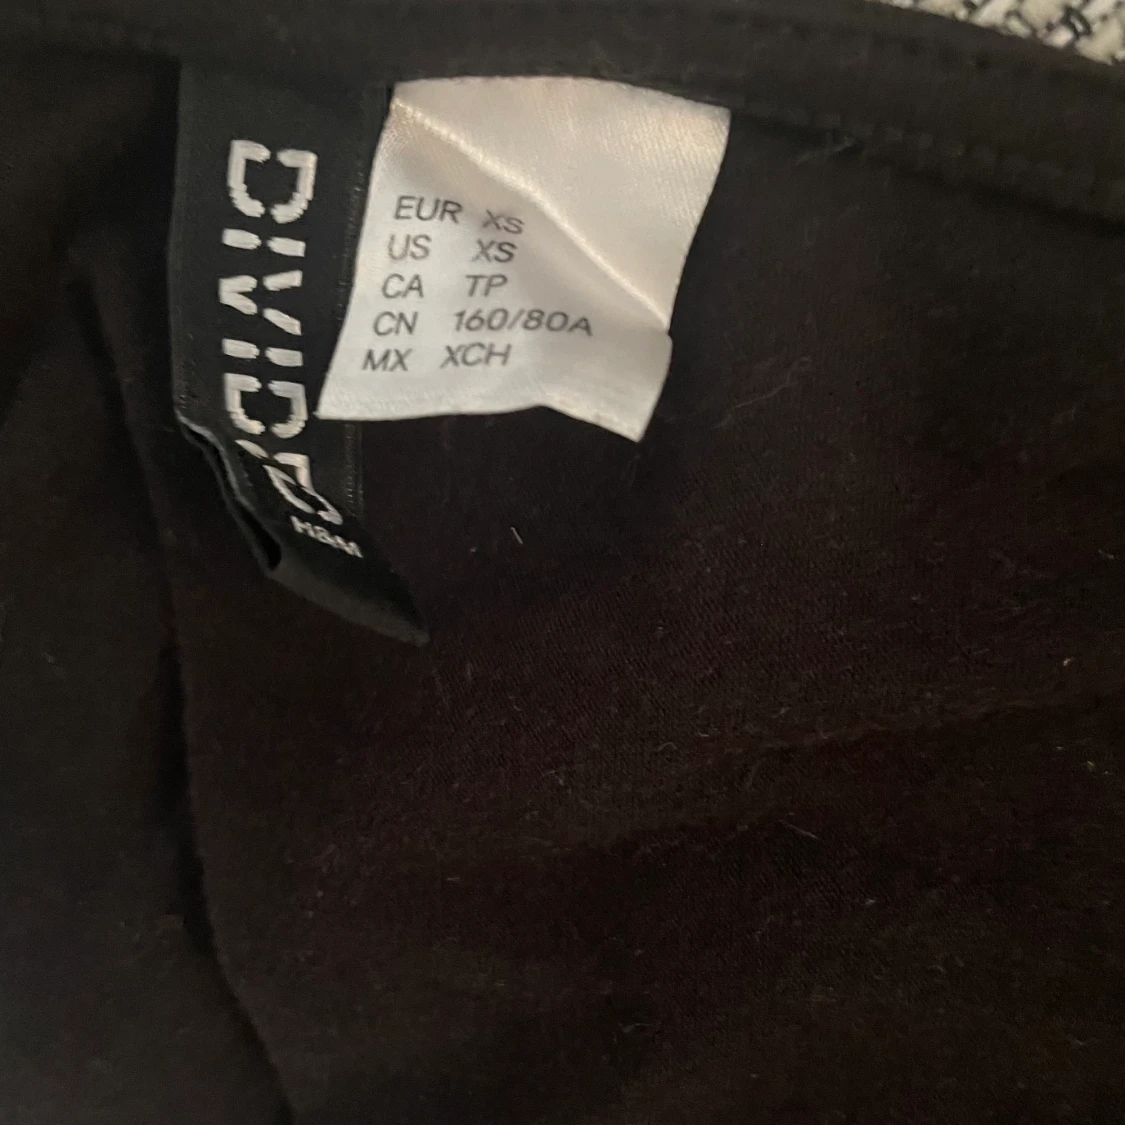 DIVIDED
H&M
EUR XS
US XS
CA TP
CN 160/80A
MX XCH